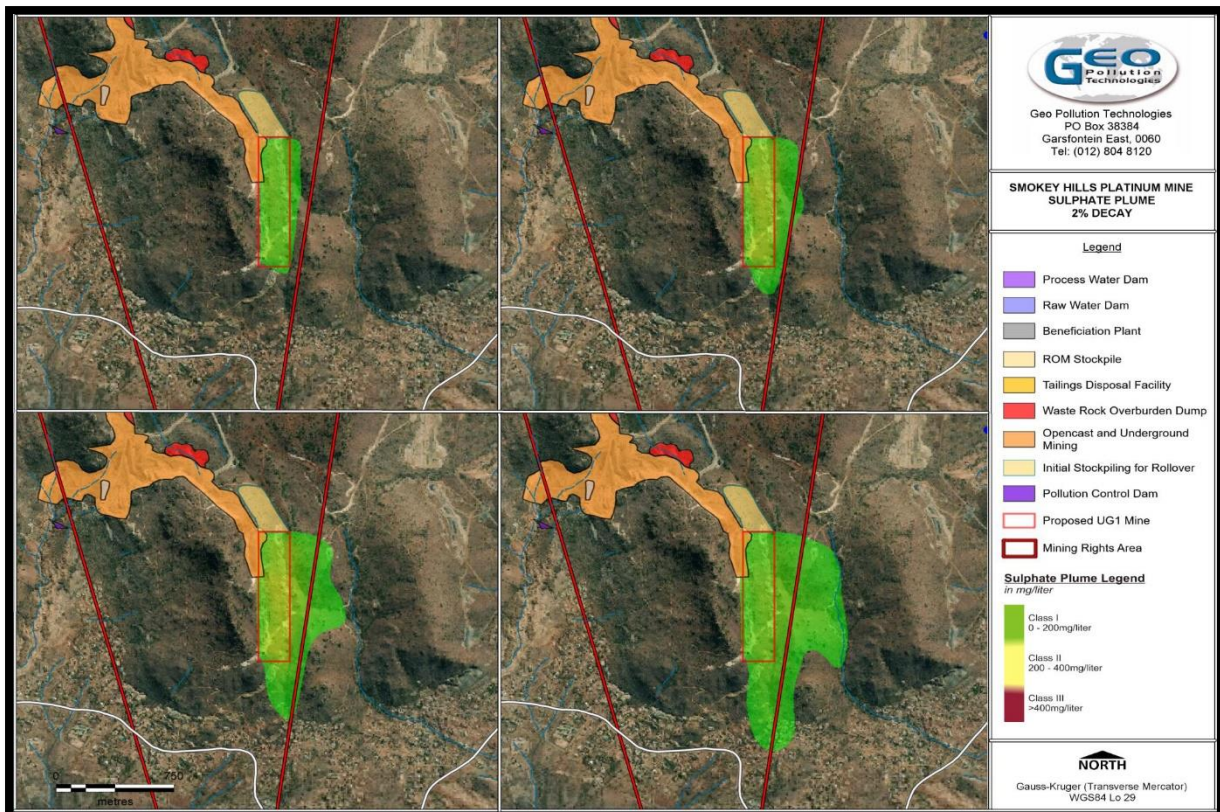 GEO
Pollution
Technologies
Geo Pollution Technologies
PO Box 38384
Garsfontein East, 0060
Tel: (012) 804 8120
SMOKEY HILLS PLATINUM MINE
SULPHATE PLUME
2% DECAY
Legend
Process Water Dam
Raw Water Dam
Beneficiation Plant
ROM Stockpile
Tailings Disposal Facility
Waste Rock Overburden Dump
Opencast and Underground
Mining
Initial Stockpiling for Rollover
Pollution Control Dam
Proposed UG1 Mine
Mining Rights Area
Sulphate Plume Legend
in mg/liter
Class I
0 - 200mg/liter
Class II
200 - 400mg/liter
Class III
>400mg/liter
0 750
metres
NORTH
Gauss-Kruger (Transverse Mercator)
WGS84 Lo 29